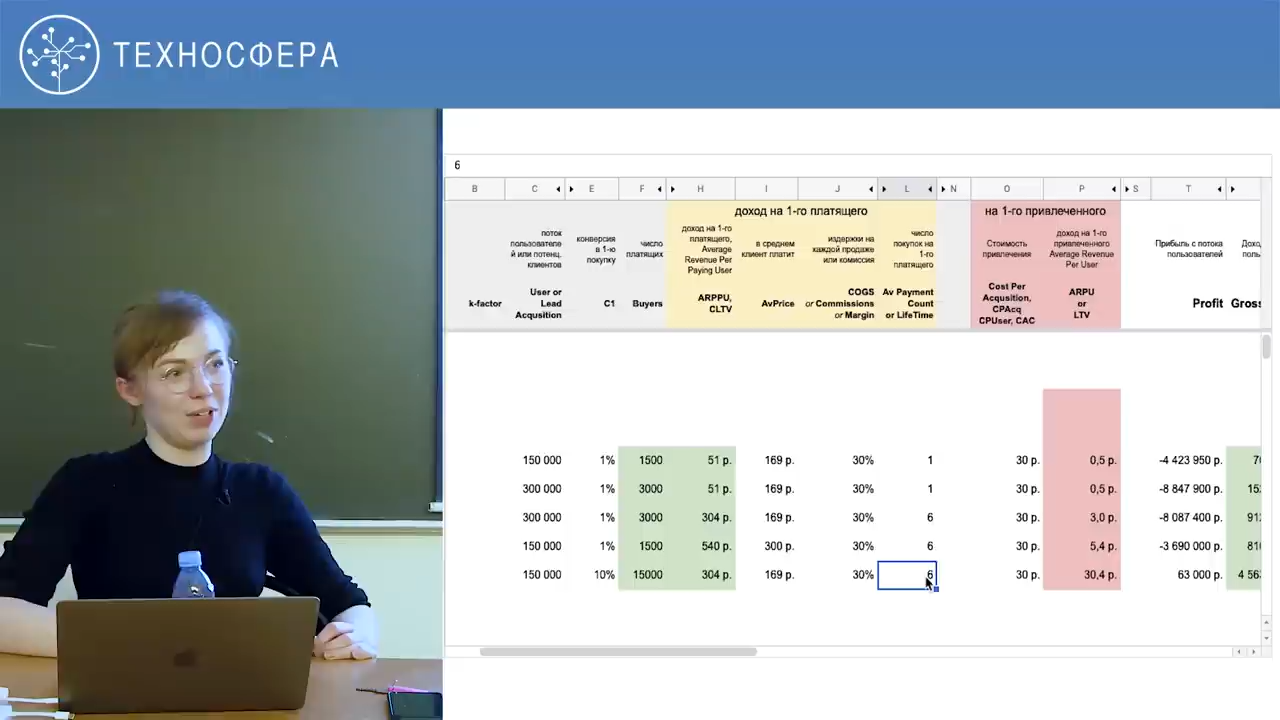 ТЕХНОСФЕРА
6
B C E F H I J L N O P S T
доход на 1-го платящего
на 1-го привлеченного
поток
пользователе
й или потенц.
клиентов
конверсия
в 1-ю
покупку
число
платящих
доход на 1-го
платящего,
Average
Revenue Per
Paying User
в среднем
клиент платит
издержки на
каждой продаже
или комиссия
число
покупок на
1-го
платящего
Стоимость
привлечения
доход на 1-го
привлеченного
Average Revenue
Per User
Прибыль с потока
пользователей
k-factor
User or
Lead
Acqusition
C1
Buyers
ARPPU,
CLTV
AvPrice
COGS
or Commissions
or Margin
Av Payment
Count
or LifeTime
Cost Per
Acqusition,
CPAcq
CPUser, CAC
ARPU
or
LTV
Profit
150 000 1% 1500 51 р. 169 р. 30% 1 30 р. 0,5 р. -4 423 950 р.
300 000 1% 3000 51 р. 169 р. 30% 1 30 р. 0,5 р. -8 847 900 р.
300 000 1% 3000 304 р. 169 р. 30% 6 30 р. 3,0 р. -8 087 400 р.
150 000 1% 1500 540 р. 300 р. 30% 6 30 р. 5,4 р. -3 690 000 р.
150 000 10% 15000 304 р. 169 р. 30% 6 30 р. 30,4 р. 63 000 р.